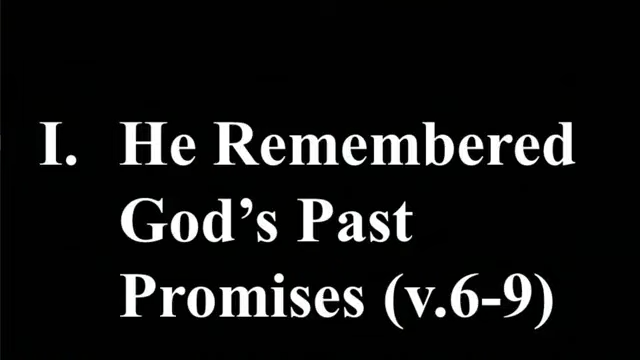 I. He Remembered
God’s Past
Promises (v.6-9)